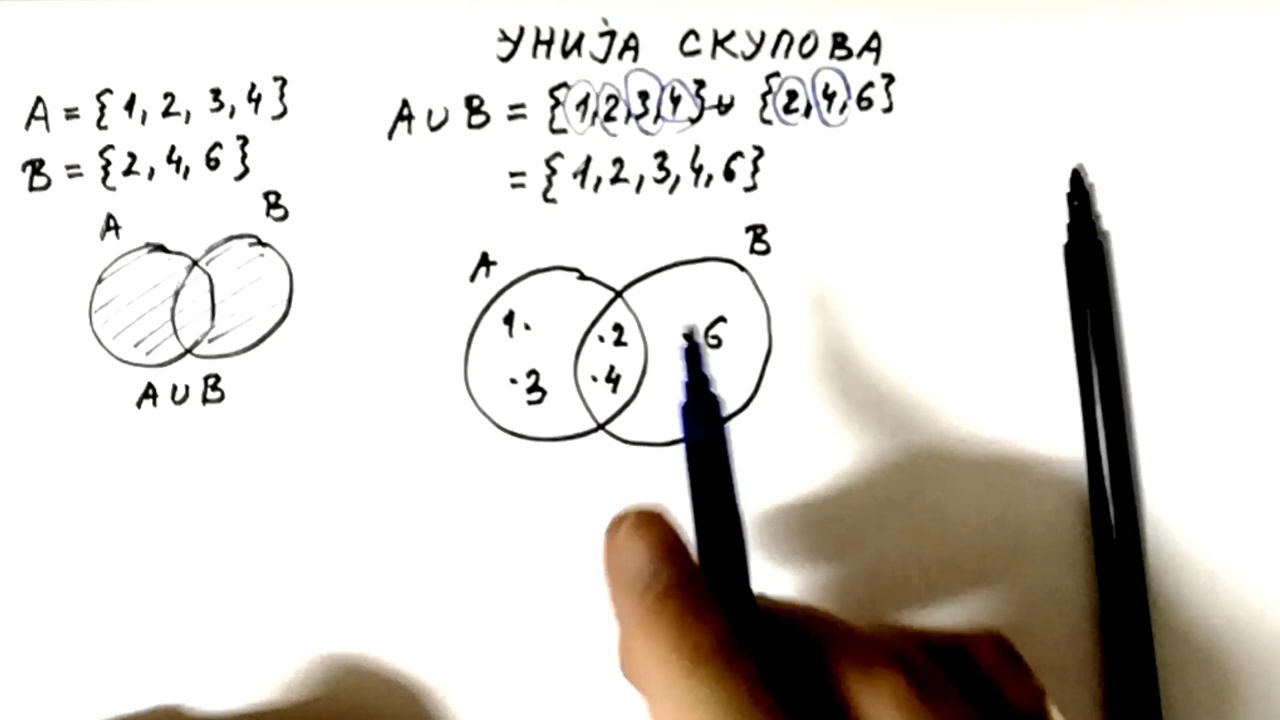 УНИЈА СКУПОВА
A = {1, 2, 3, 4}
B = {2, 4, 6}
A ∪ B = {1, 2, 3, 4} ∪ {2, 4, 6}
= {1, 2, 3, 4, 6}
A
B
A ∪ B
A
B
1.
.2
.6
.3
.4